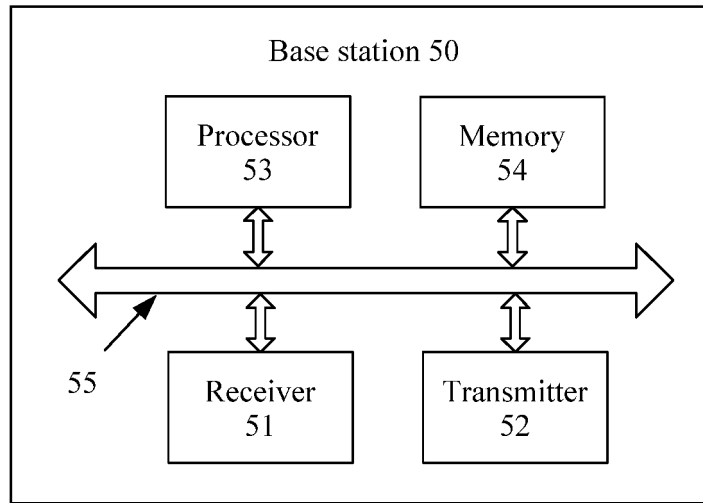 Base station 50
Processor
53
Memory
54
55
Receiver
51
Transmitter
52